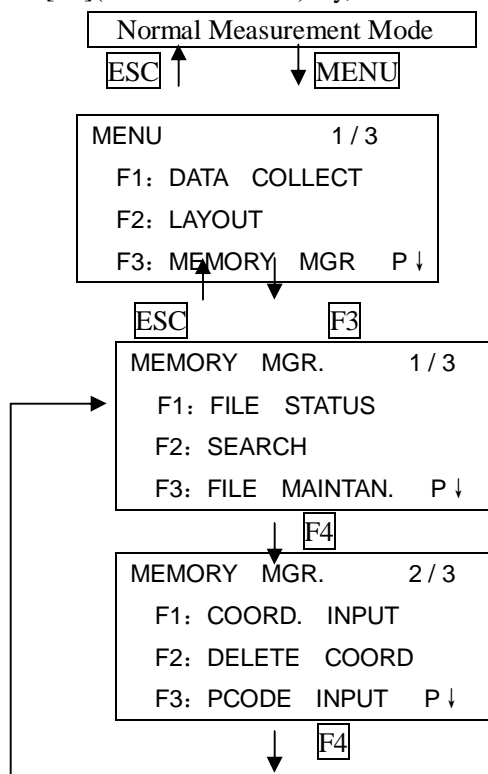 Normal Measurement Mode
ESC MENU
MENU 1 / 3
F1：DATA COLLECT
F2：LAYOUT
F3：MEMORY MGR P↓
ESC F3
MEMORY MGR. 1 / 3
F1：FILE STATUS
F2：SEARCH
F3：FILE MAINTAN. P↓
F4
MEMORY MGR. 2 / 3
F1：COORD. INPUT
F2：DELETE COORD
F3：PCODE INPUT P↓
F4